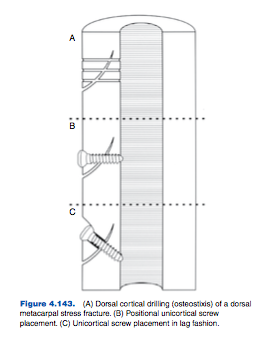 A
B
C
Figure 4.143. (A) Dorsal cortical drilling (osteostixis) of a dorsal
metacarpal stress fracture. (B) Positional unicortical screw
placement. (C) Unicortical screw placement in lag fashion.